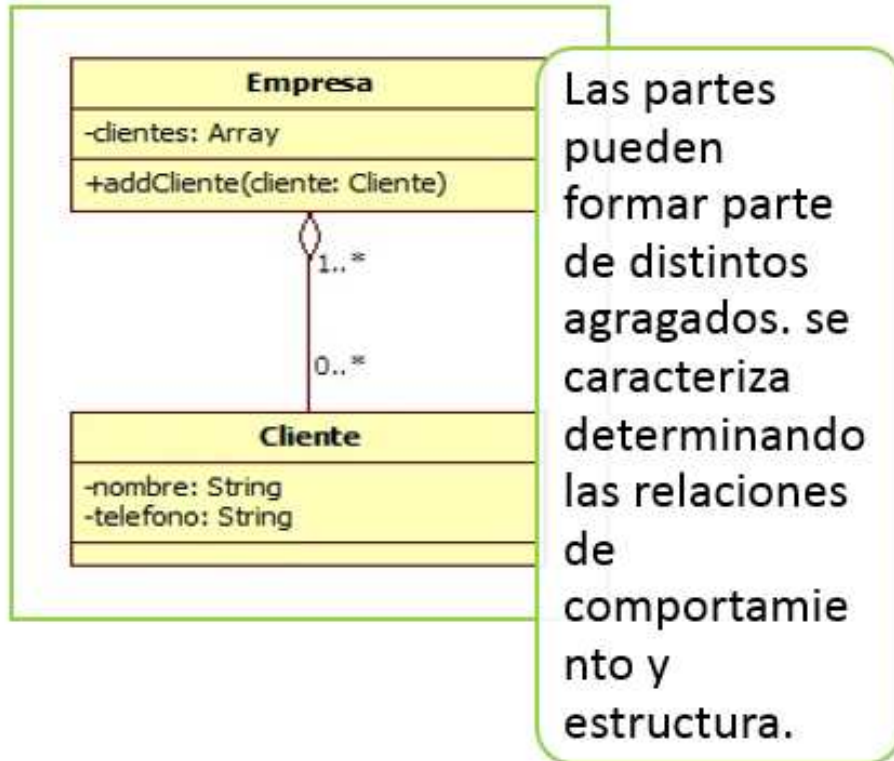 Empresa
-clientes: Array
+addCliente(cliente: Cliente)
1..*
0..*
Cliente
-nombre: String
-telefono: String
Las partes
pueden
formar parte
de distintos
agragados. se
caracteriza
determinando
las relaciones
de
comportamie
nto y
estructura.